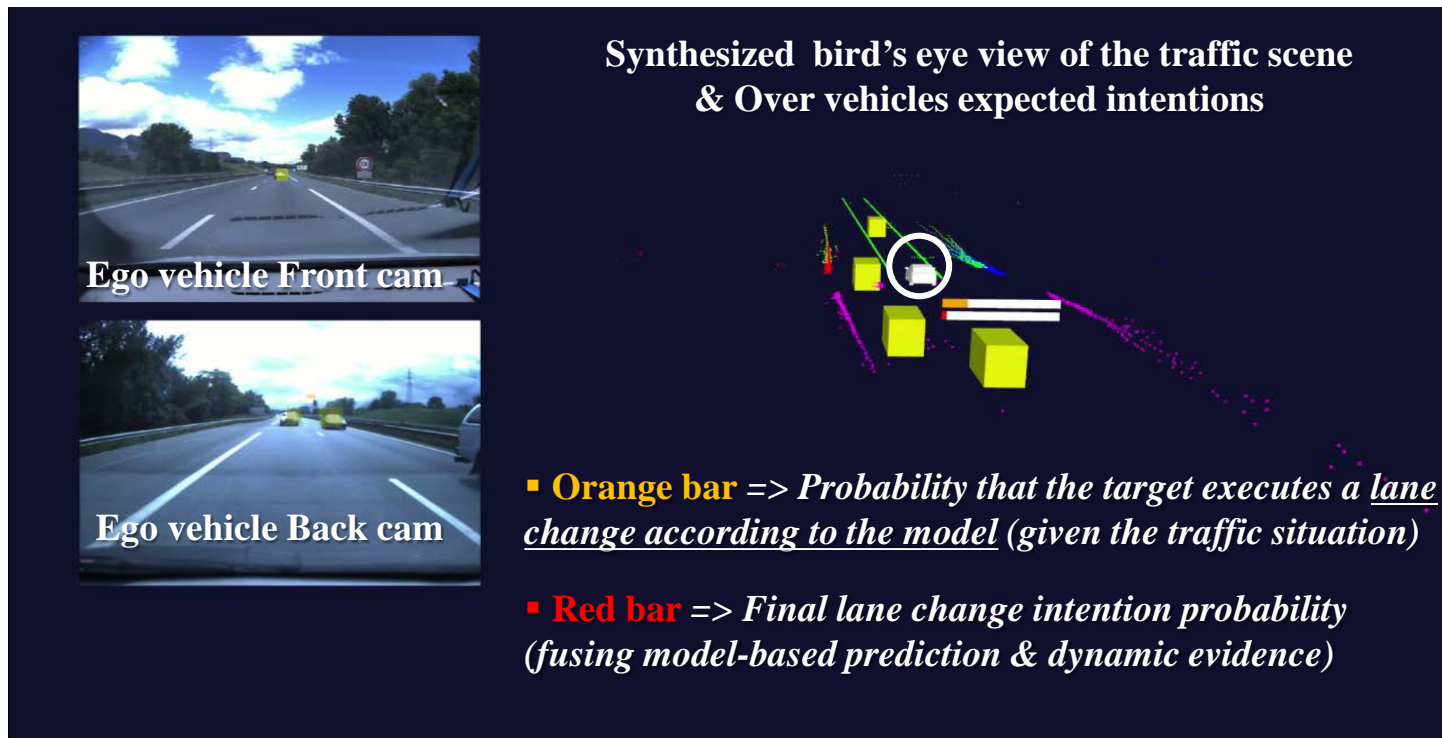 Synthesized bird's eye view of the traffic scene
& Over vehicles expected intentions
Ego vehicle Front cam
Ego vehicle Back cam
▪ Orange bar => Probability that the target executes a lane
change according to the model (given the traffic situation)
▪ Red bar => Final lane change intention probability
(fusing model-based prediction & dynamic evidence)